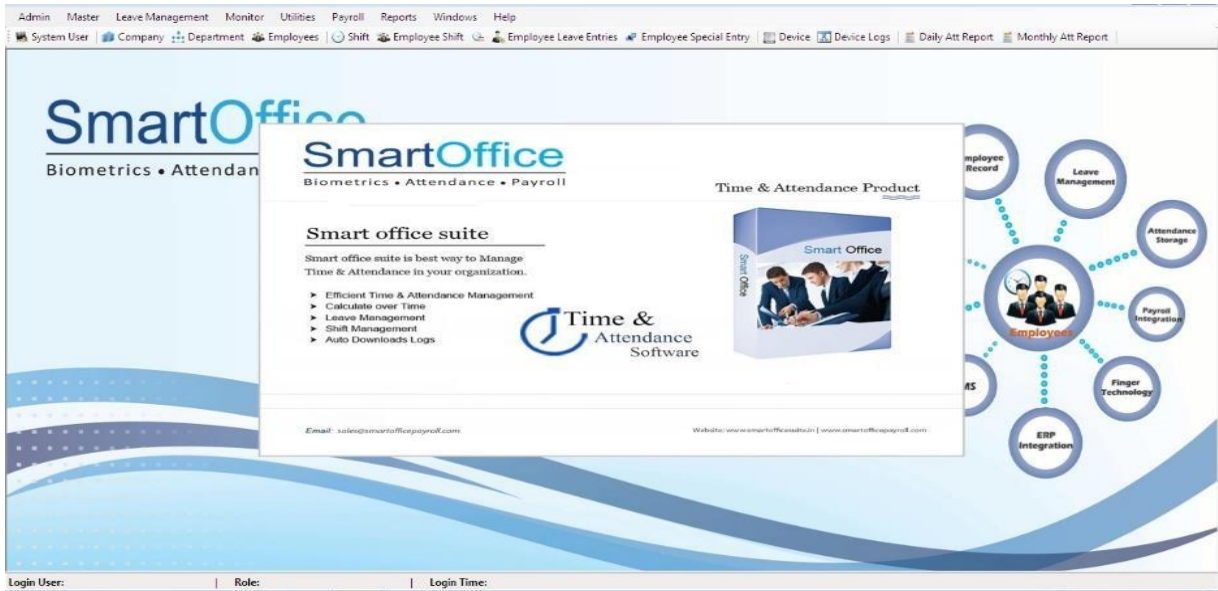 Admin Master Leave Management Monitor Utilities Payroll Reports Windows Help
System User Company Department Employees Shift Employee Shift Employee Leave Entries Employee Special Entry Device Device Logs Daily Att Report Monthly Att Report
SmartOffice
Biometrics • Attendan
SmartOffice
Biometrics • Attendance • Payroll
Time & Attendance Product
Smart office suite
Smart office suite is best way to Manage
Time & Attendance in your organization.
➤ Efficient Time & Attendance Management
➤ Calculate over Time
➤ Leave Management
➤ Shift Management
➤ Auto Downloads Logs
Time &
Attendance
Software
Smart Office
Smart Office
Email: sales@smartofficepayroll.com
Website: www.smartofficesuite.in | www.smartofficepayroll.com
mployee
Record
Leave
Management
Attendance
Storage
Payroll
Integration
Finger
Technology
ERP
Integration
MS
Employees
Login User: | Role: | Login Time: